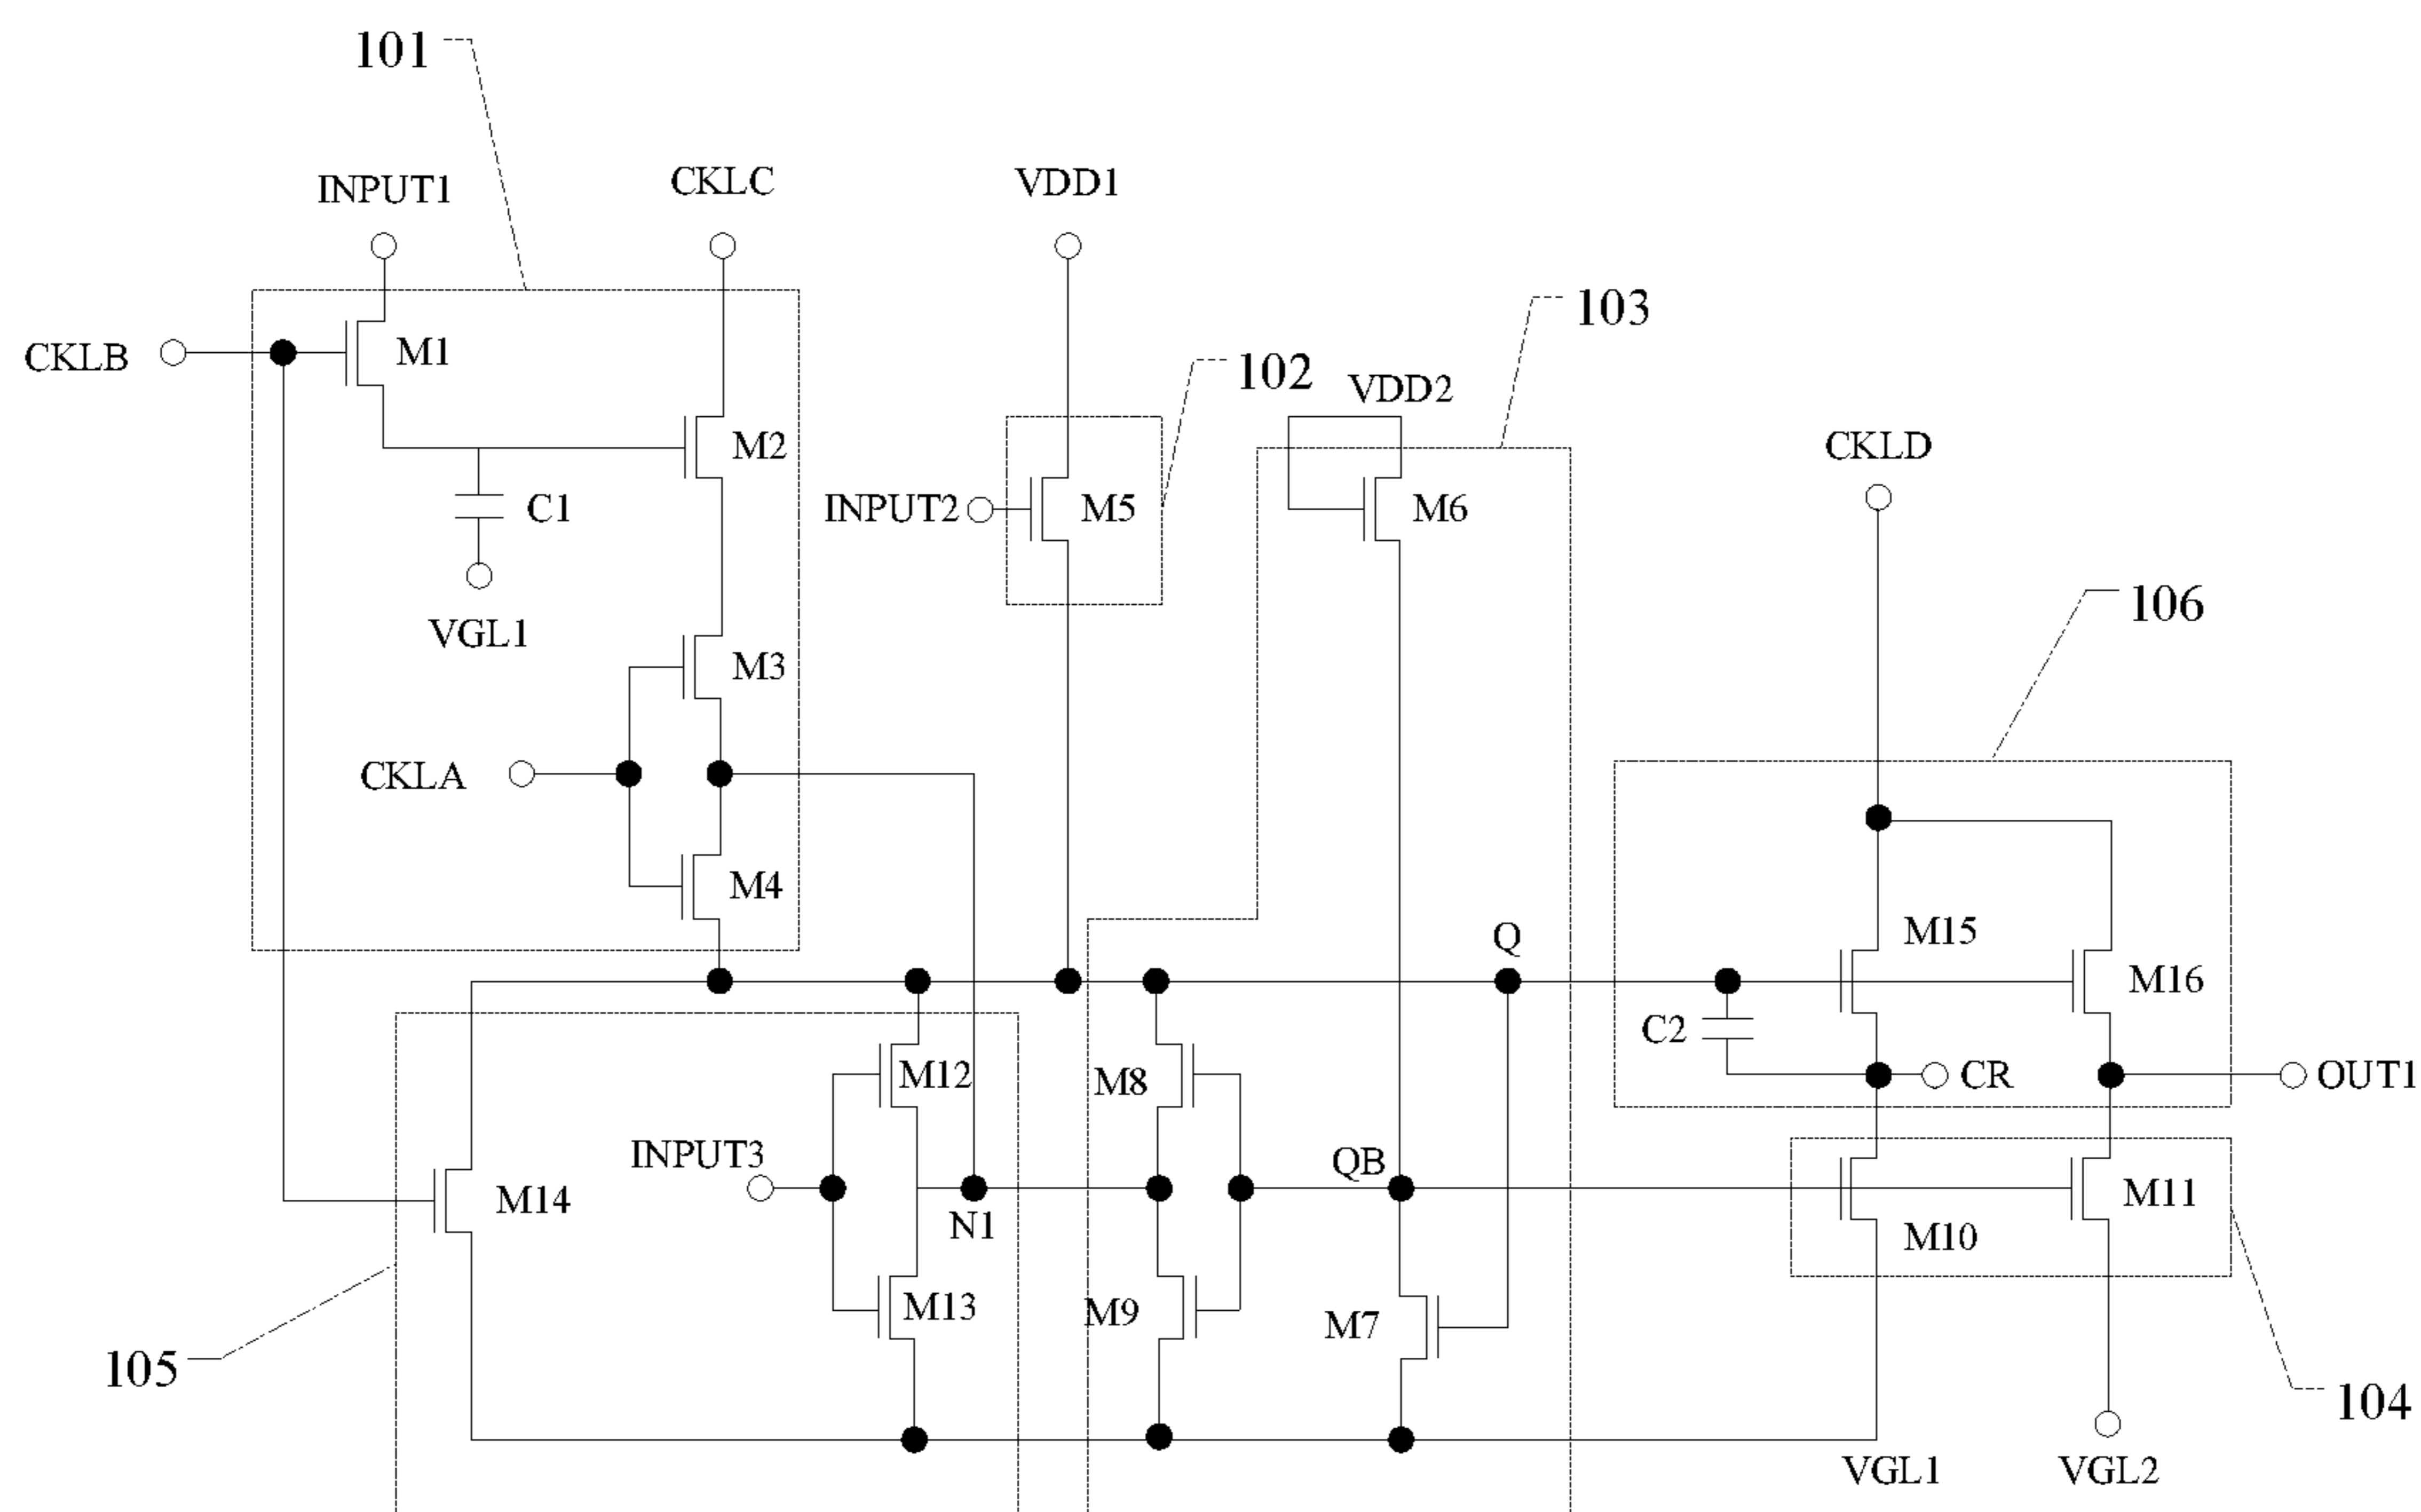 101
INPUT1
CKLC
VDD1
103
CKLB
M1
102
VDD2
M2
CKLD
INPUT2
M5
M6
C1
106
VGL1
M3
CKLA
M4
Q
M15
M16
C2
M12
M8
CR
OUT1
INPUT3
QB
M14
N1
M11
M10
M13
M9
M7
105
104
VGL1
VGL2